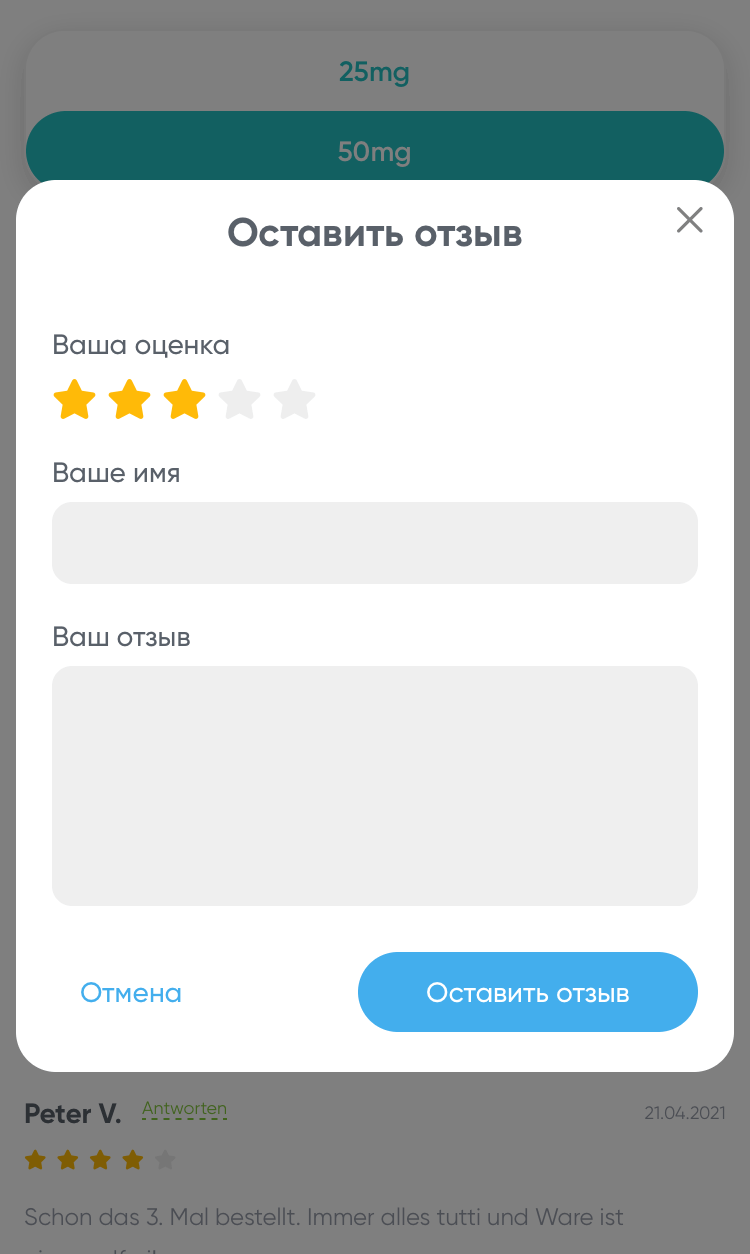 25mg
50mg
Оставить отзыв
Ваша оценка
Ваше имя
Ваш отзыв
Отмена
Оставить отзыв
Peter V.
Antworten
21.04.2021
Schon das 3. Mal bestellt. Immer alles tutti und Ware ist